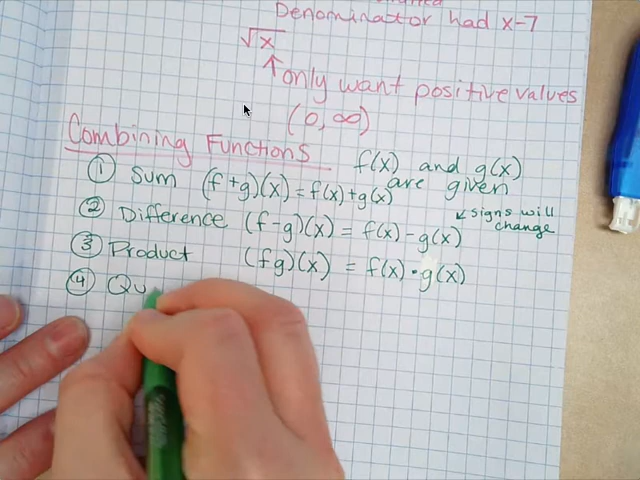 Denominator had x-7
√x
↑only want positive values
(0, ∞)
Combining Functions
f(x) and g(x)
are given
① Sum (f+g)(x) = f(x)+g(x)
② Difference (f-g)(x) = f(x)-g(x)
↙signs will
change
③ Product (fg)(x) = f(x)•g(x)
④ Qu